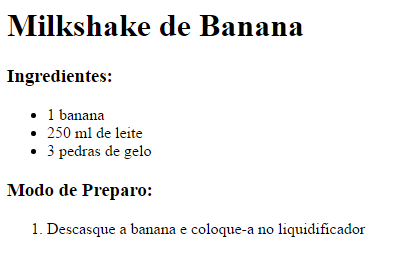 Milkshake de Banana
Ingredientes:
• 1 banana
• 250 ml de leite
• 3 pedras de gelo
Modo de Preparo:
1. Descasque a banana e coloque-a no liquidificador